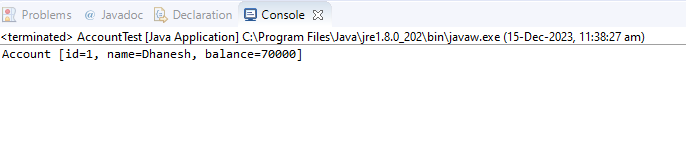 Problems @ Javadoc Declaration Console
<terminated> AccountTest [Java Application] C:\Program Files\Java\jre1.8.0_202\bin\javaw.exe (15-Dec-2023, 11:38:27 am)
Account [id=1, name=Dhanesh, balance=70000]